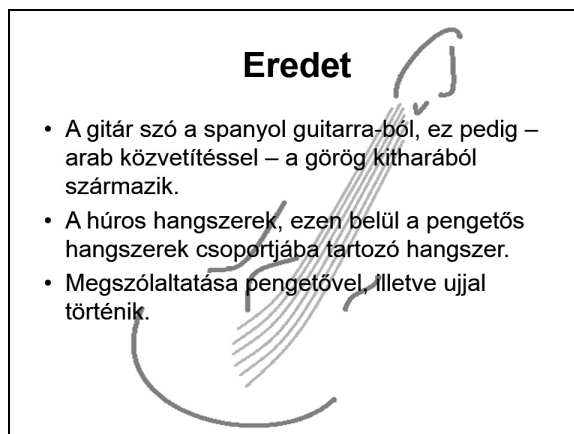 Eredet
• A gitár szó a spanyol guitarra-ból, ez pedig –
arab közvetítéssel – a görög kitharából
származik.
• A húros hangszerek, ezen belül a pengetős
hangszerek csoportjába tartozó hangszer.
• Megszólaltatása pengetővel, illetve ujjal
történik.